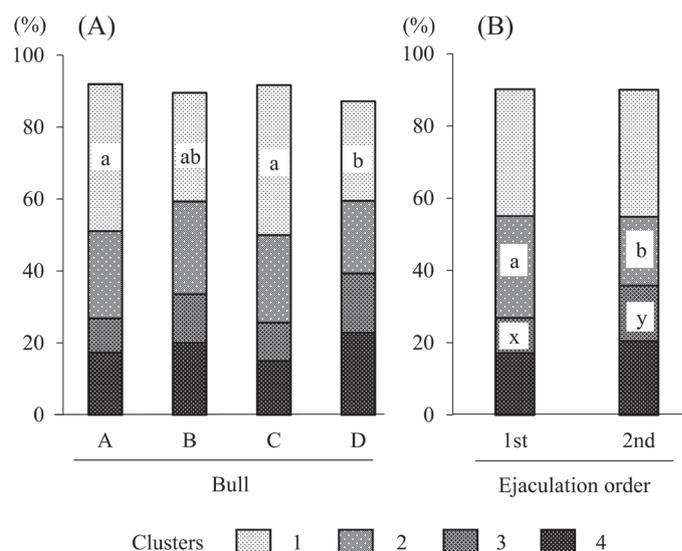 (%) (A)
100
80
60
40
20
0
a ab a b
A B C D
Bull
(%) (B)
100
80
60
40
20
0
a b
x y
1st 2nd
Ejaculation order
Clusters 1 2 3 4